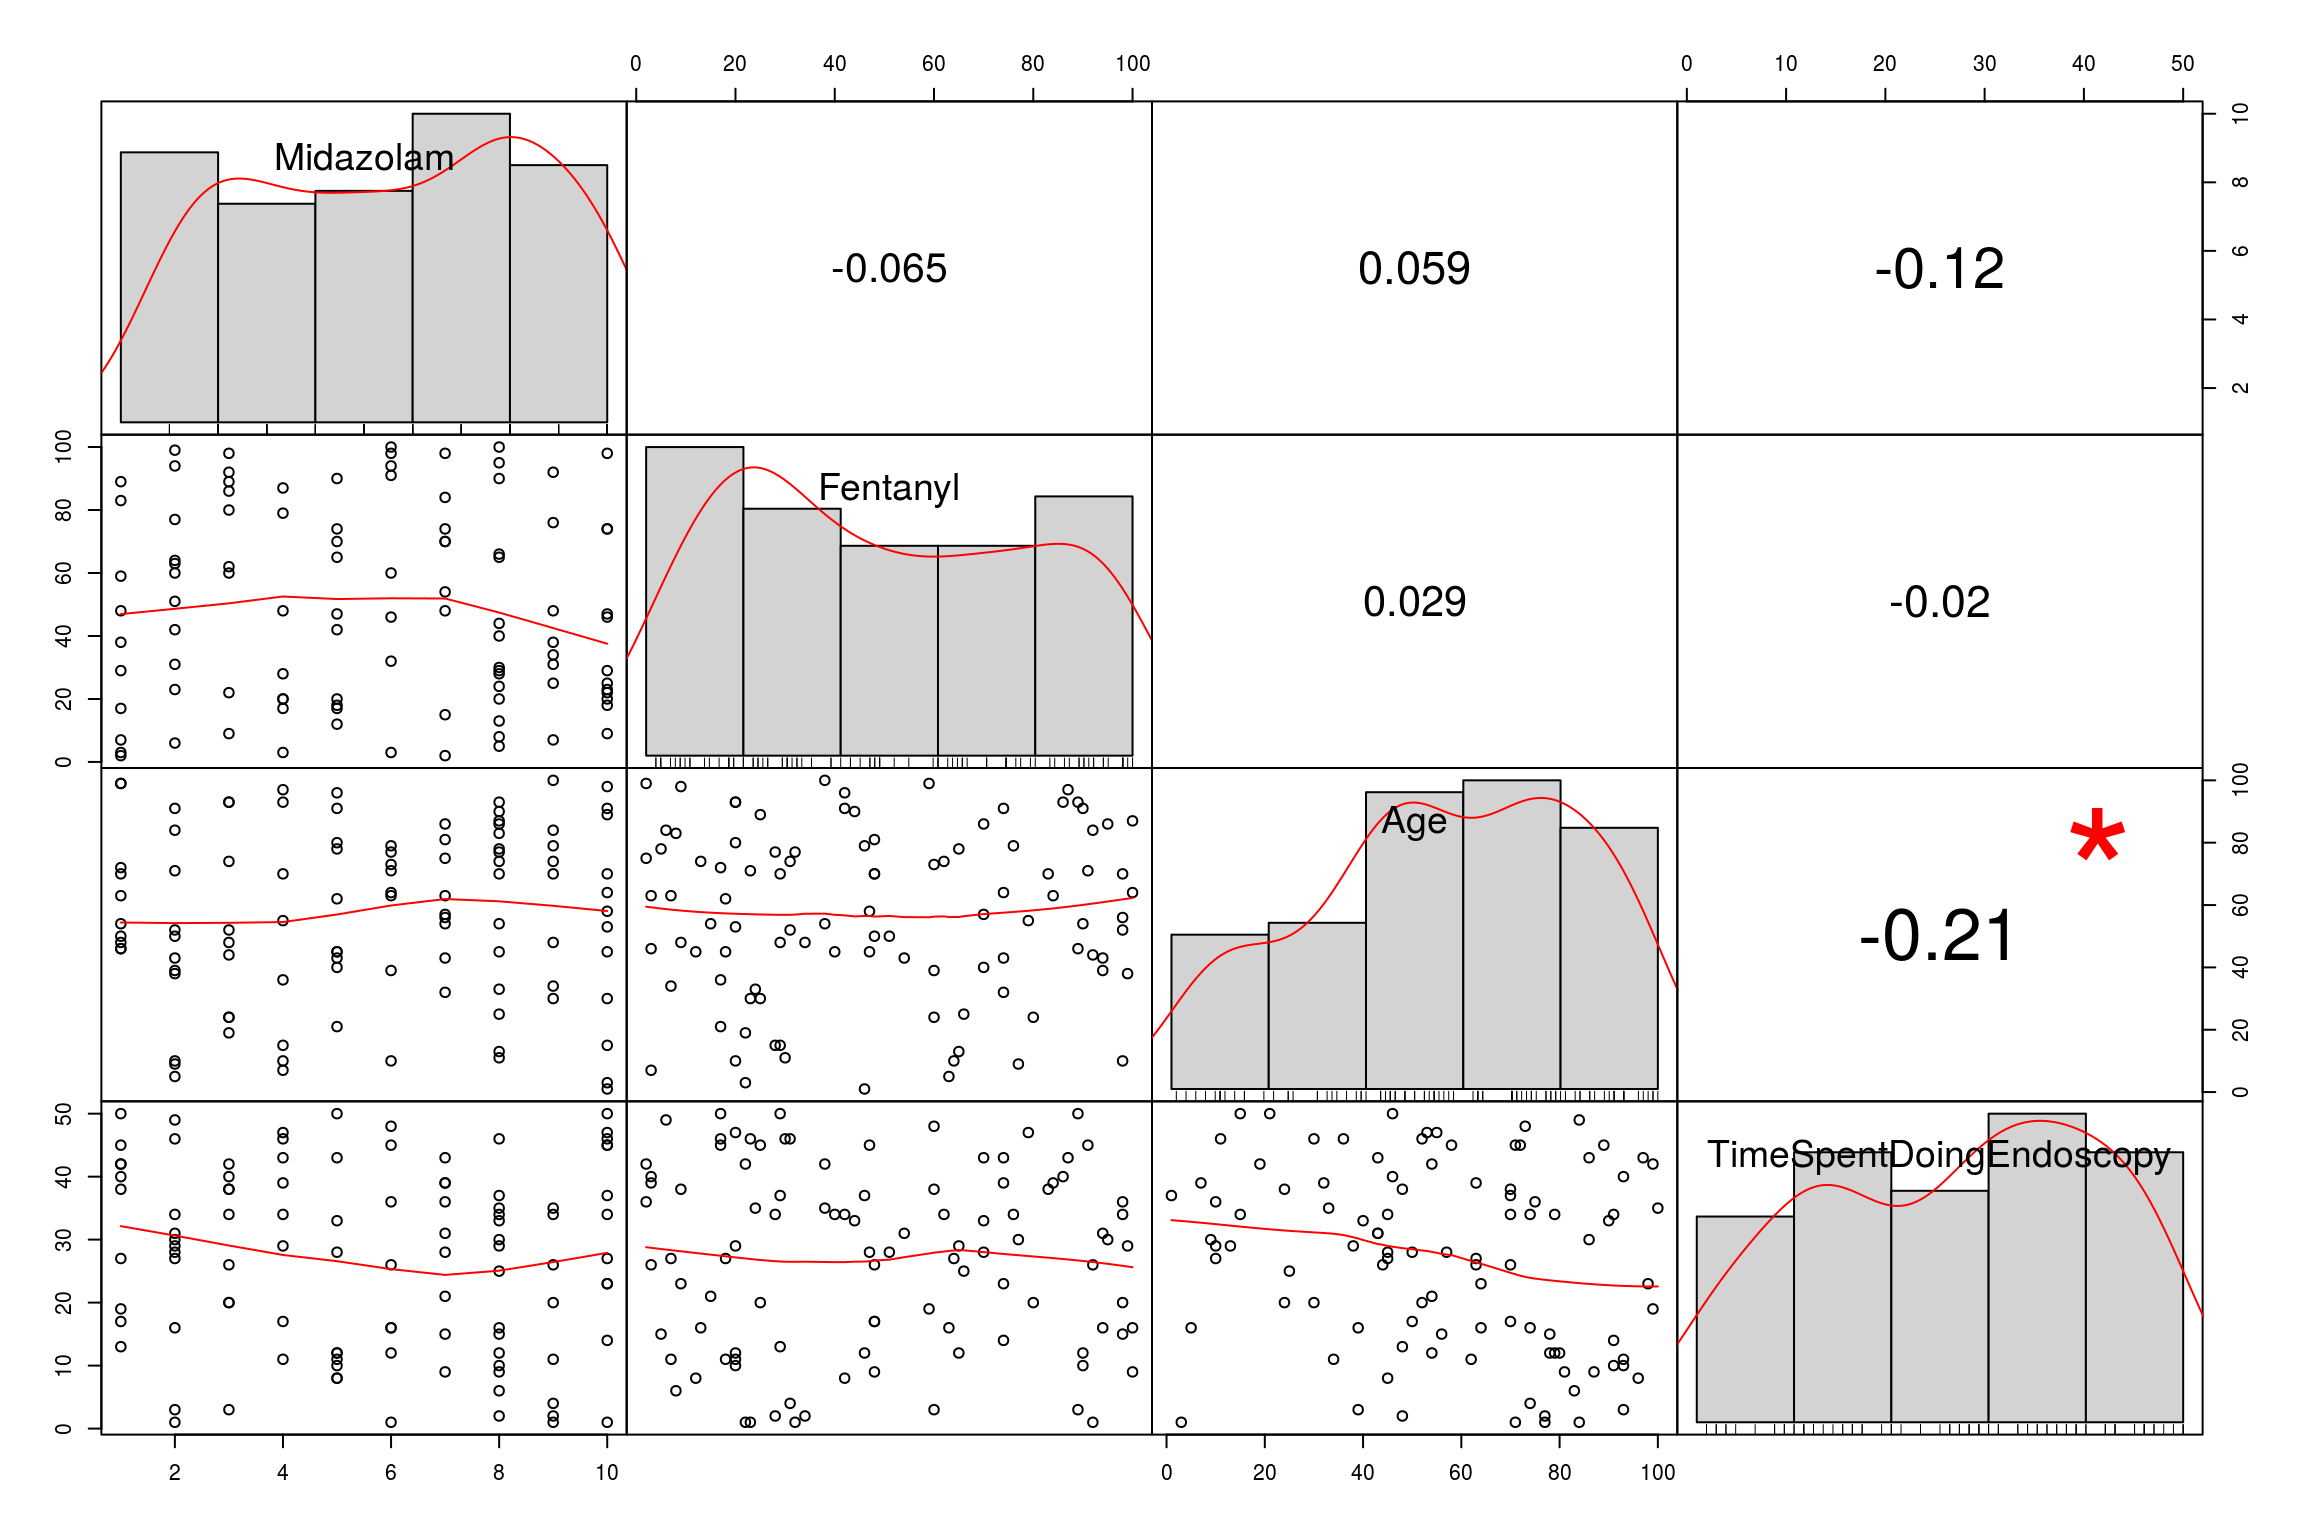 0 20 40 60 80 100 0 10 20 30 40 50
Midazolam -0.065 0.059 -0.12
2 4 6 8 10
0 20 40 60 80 100
Fentanyl 0.029 -0.02
Age * -0.21
0 20 40 60 80 100
0 10 20 30 40 50
TimeSpentDoingEndoscopy
2 4 6 8 10 0 20 40 60 80 100